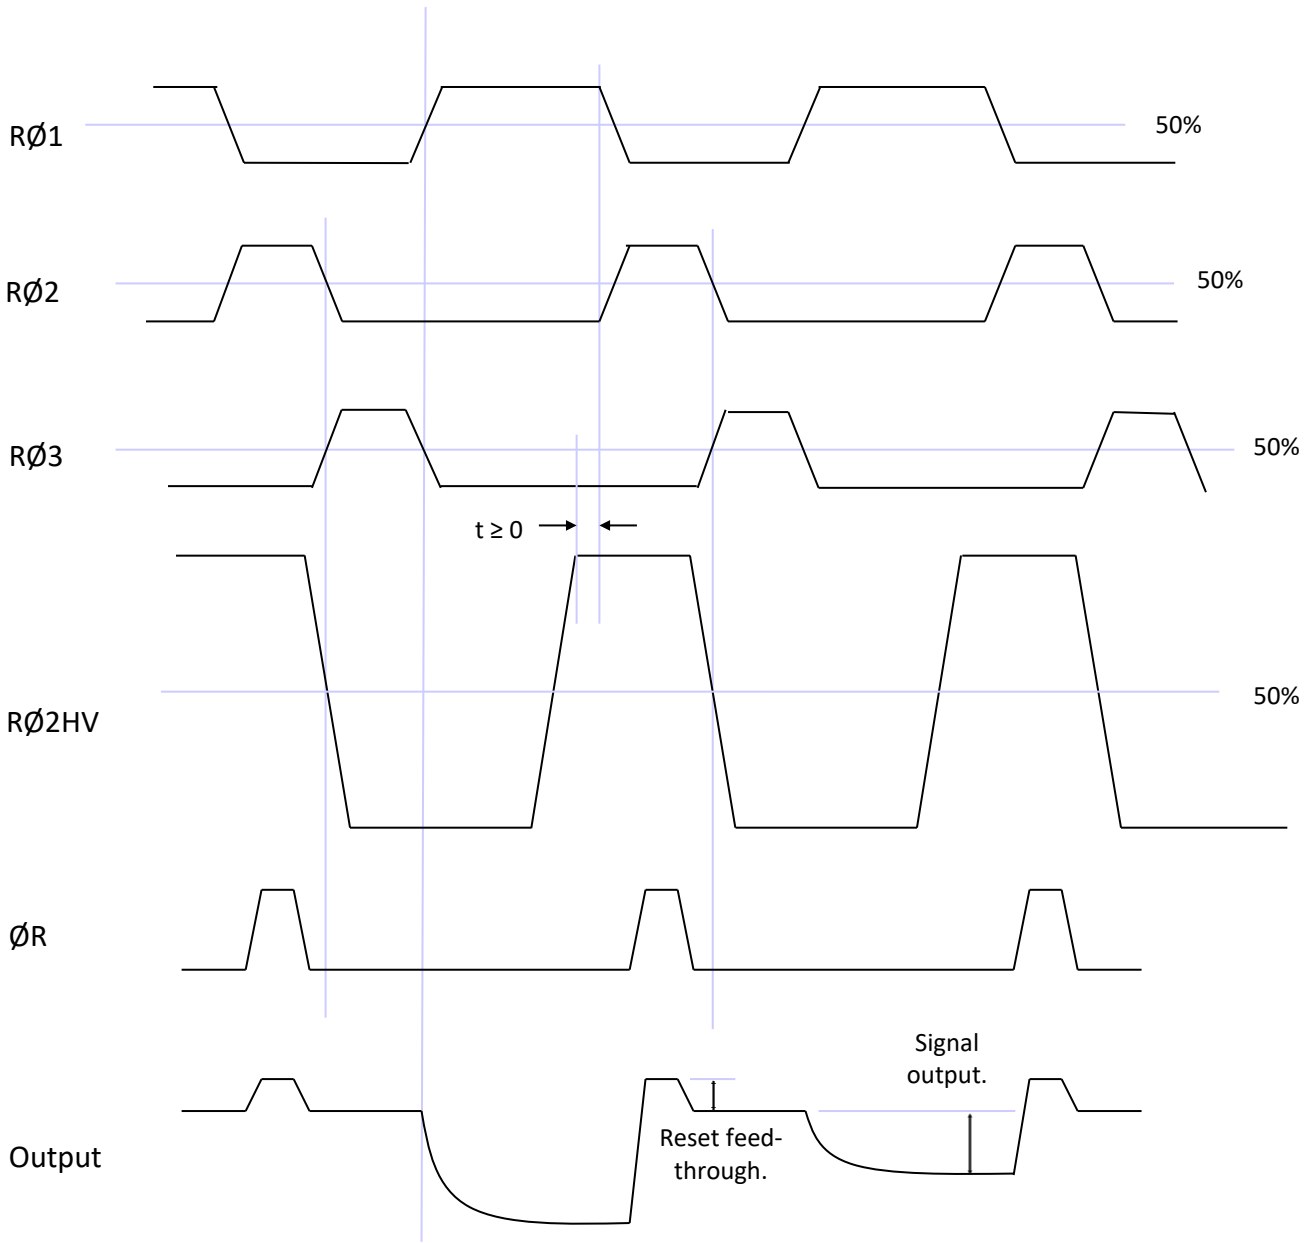 RØ1
50%
RØ2
50%
RØ3
50%
t ≥ 0
RØ2HV
50%
ØR
Signal
output.
Reset feed-
through.
Output